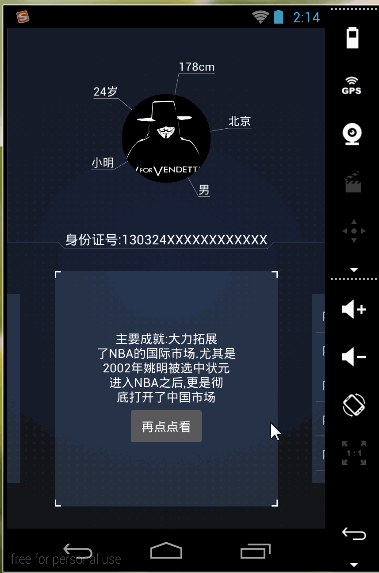 2:14
178cm
24岁
GPS
北京
V FOR VENDETT
小明
男
身份证号:130324XXXXXXXXXXXX
主要成就:大力拓展
了NBA的国际市场.尤其是
2002年姚明被选中状元
进入NBA之后,更是彻
底打开了中国市场
再点点看
1:1
free for personal use